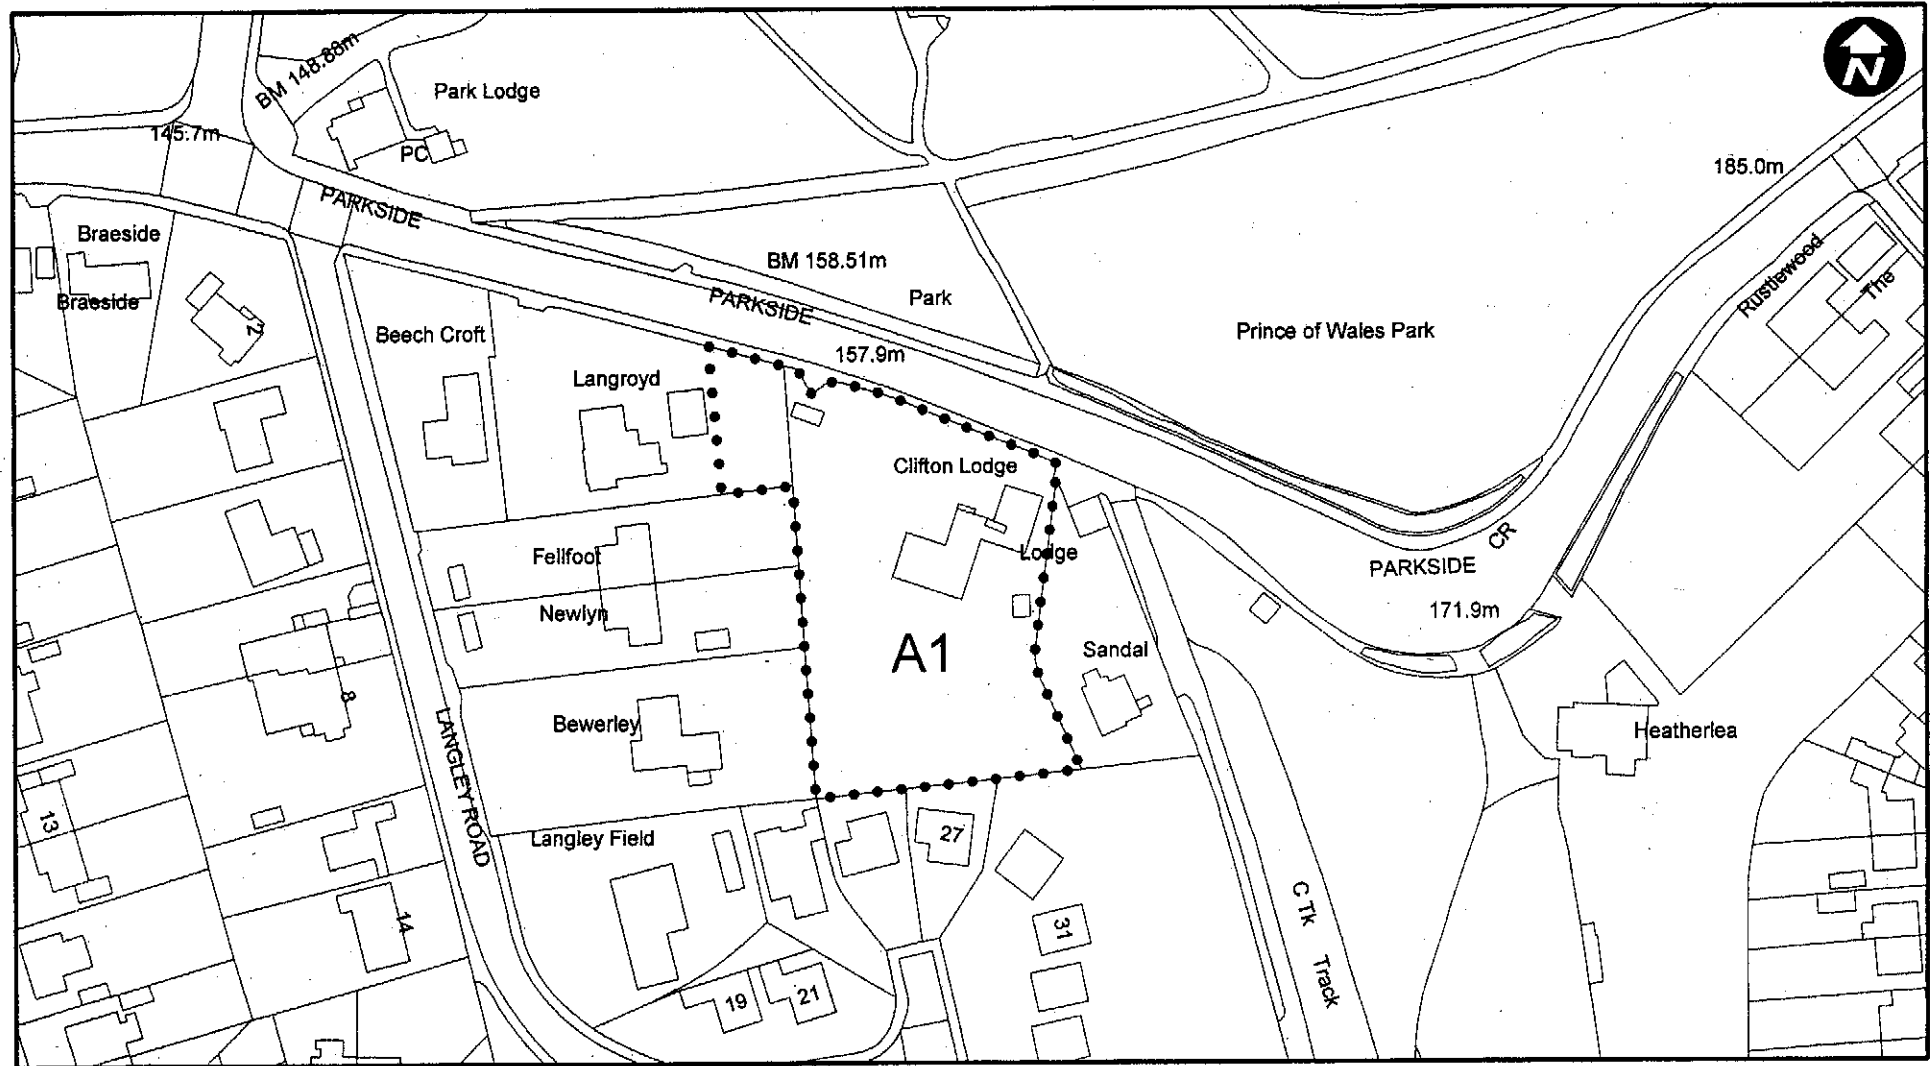 N
BM 148.88m
Park Lodge
145.7m
PC
185.0m
PARKSIDE
Braeside
BM 158.51m
Rustlewood
The
Braeside
2
PARKSIDE
Park
Beech Croft
157.9m
Prince of Wales Park
Langroyd
Clifton Lodge
CR
Fellfoot
Lodge
PARKSIDE
Newlyn
171.9m
A1
Sandal
8
Bewerley
Heatherlea
LANGLEY ROAD
13
Langley Field
27
14
31
C Tk
Track
19
21